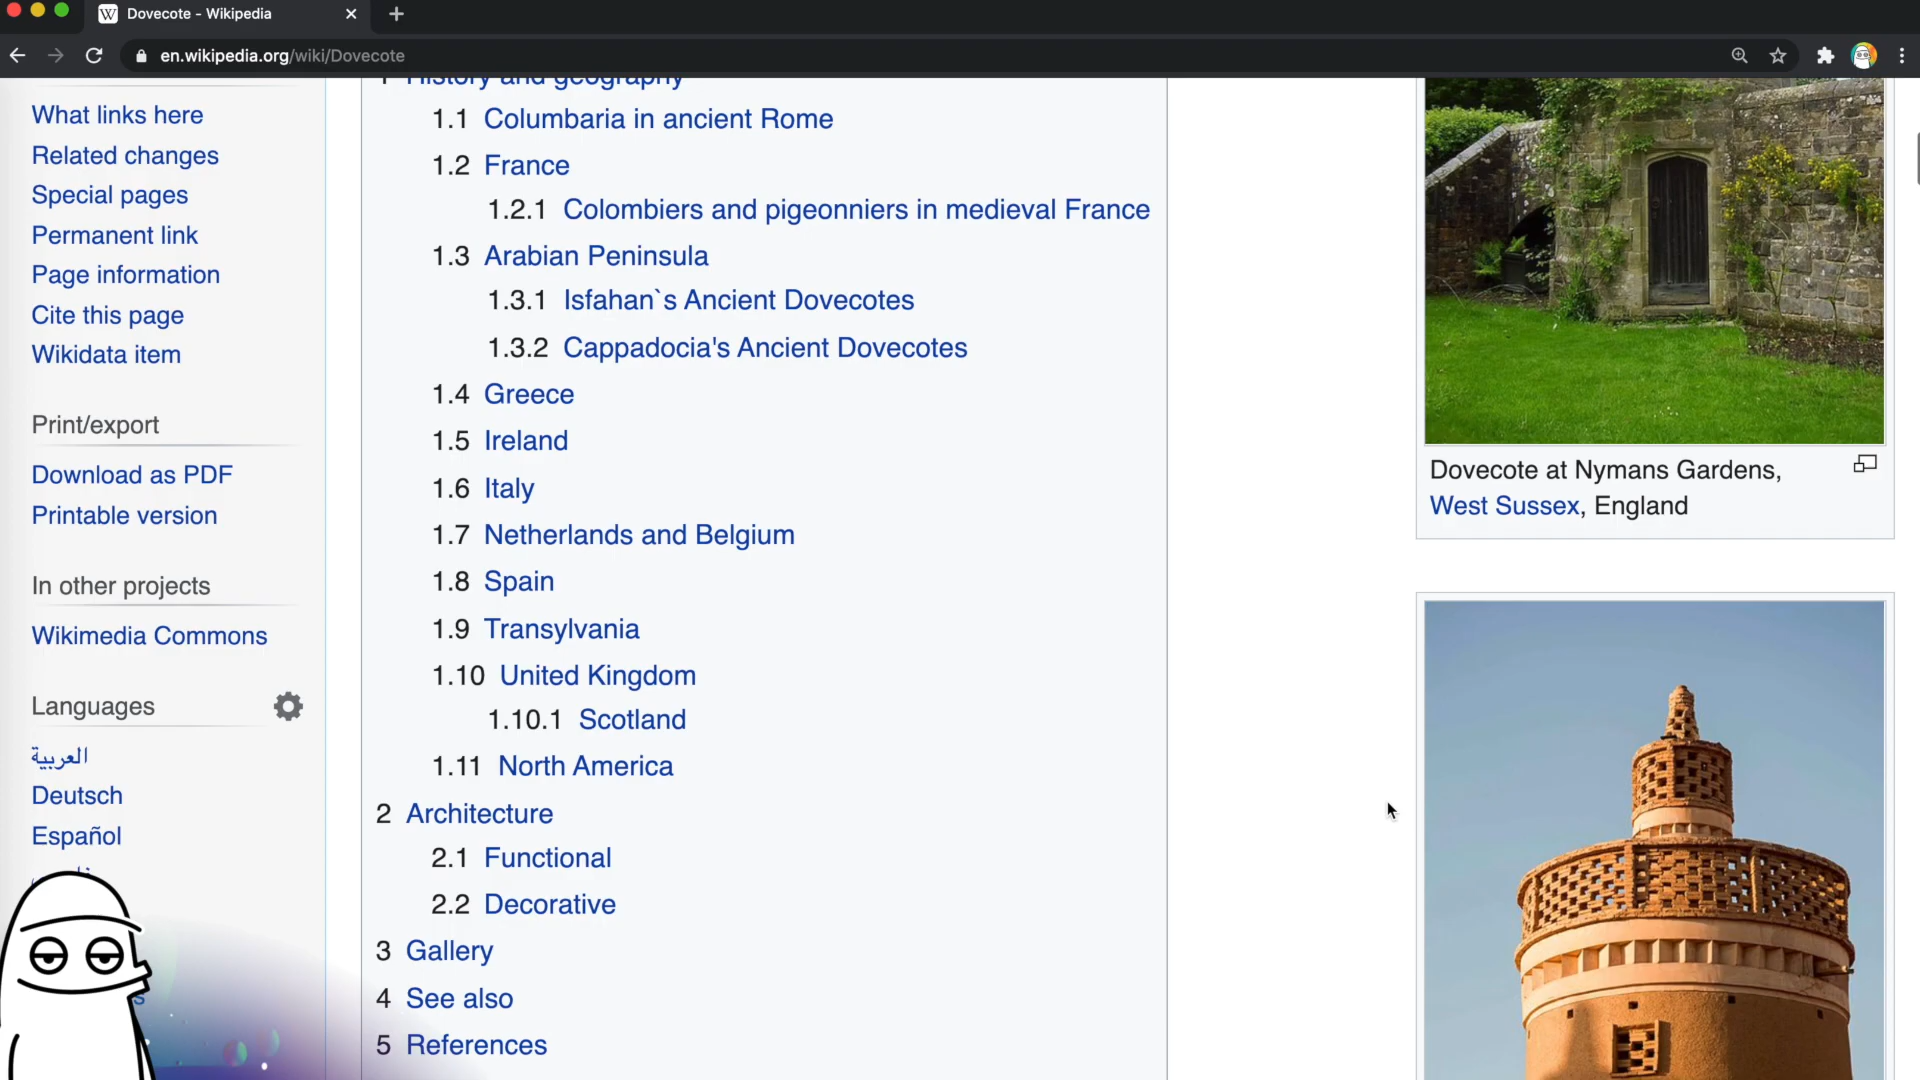 Dovecote - Wikipedia
en.wikipedia.org/wiki/Dovecote
What links here
Related changes
Special pages
Permanent link
Page information
Cite this page
Wikidata item
Print/export
Download as PDF
Printable version
In other projects
Wikimedia Commons
Languages
العربية
Deutsch
Español
1 History and geography
1.1 Columbaria in ancient Rome
1.2 France
1.2.1 Colombiers and pigeonniers in medieval France
1.3 Arabian Peninsula
1.3.1 Isfahan`s Ancient Dovecotes
1.3.2 Cappadocia's Ancient Dovecotes
1.4 Greece
1.5 Ireland
1.6 Italy
1.7 Netherlands and Belgium
1.8 Spain
1.9 Transylvania
1.10 United Kingdom
1.10.1 Scotland
1.11 North America
2 Architecture
2.1 Functional
2.2 Decorative
3 Gallery
4 See also
5 References
Dovecote at Nymans Gardens,
West Sussex, England